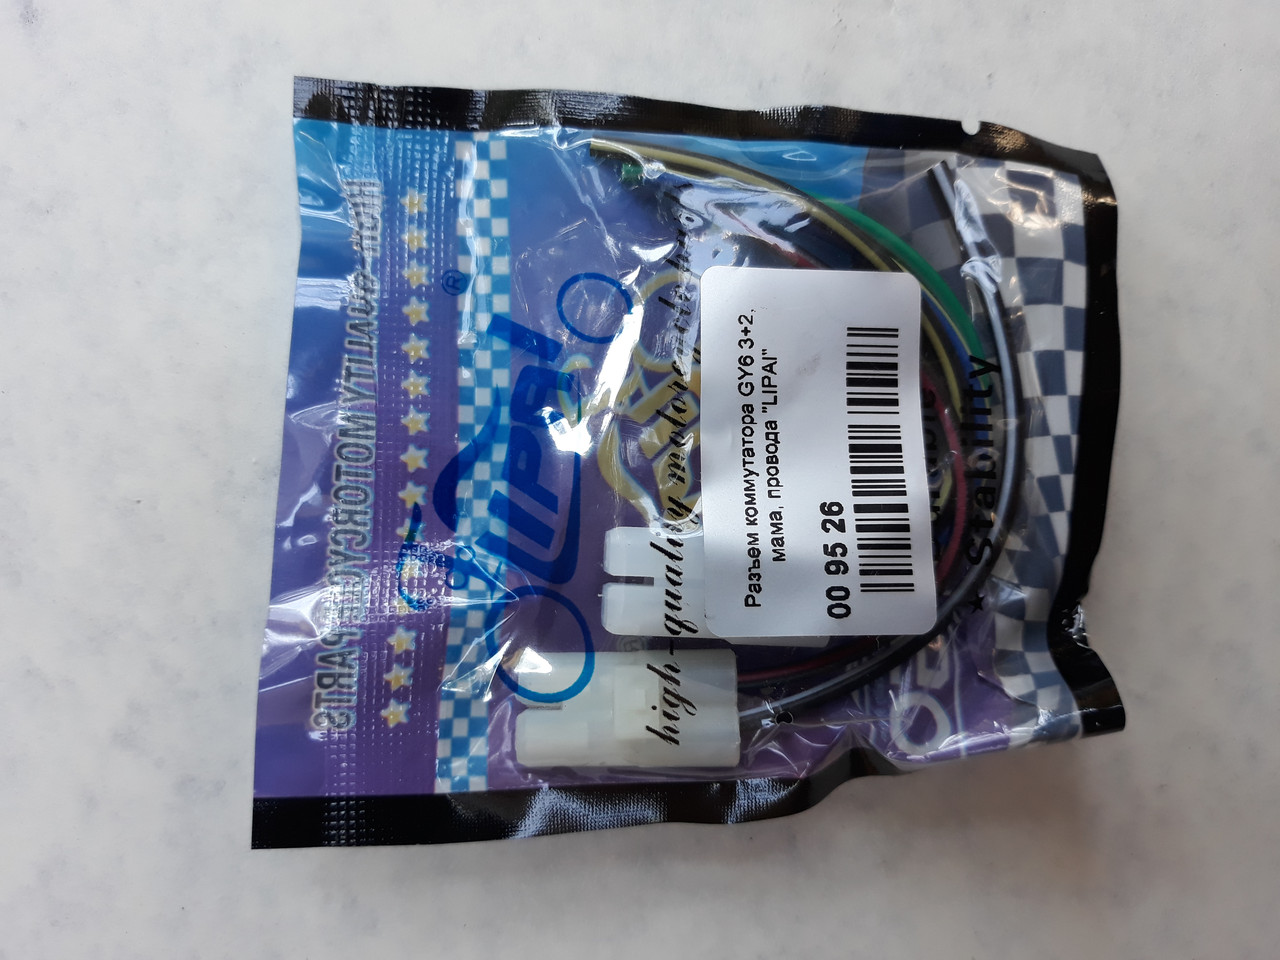 Разъем коммутатора GY6 3+2,
мама, провода "LIPAI"
00 95 26
high-quality motorcycle
★ Stability
LIPAI
®
HIGH QUALITY MOTORCYCLE PARTS